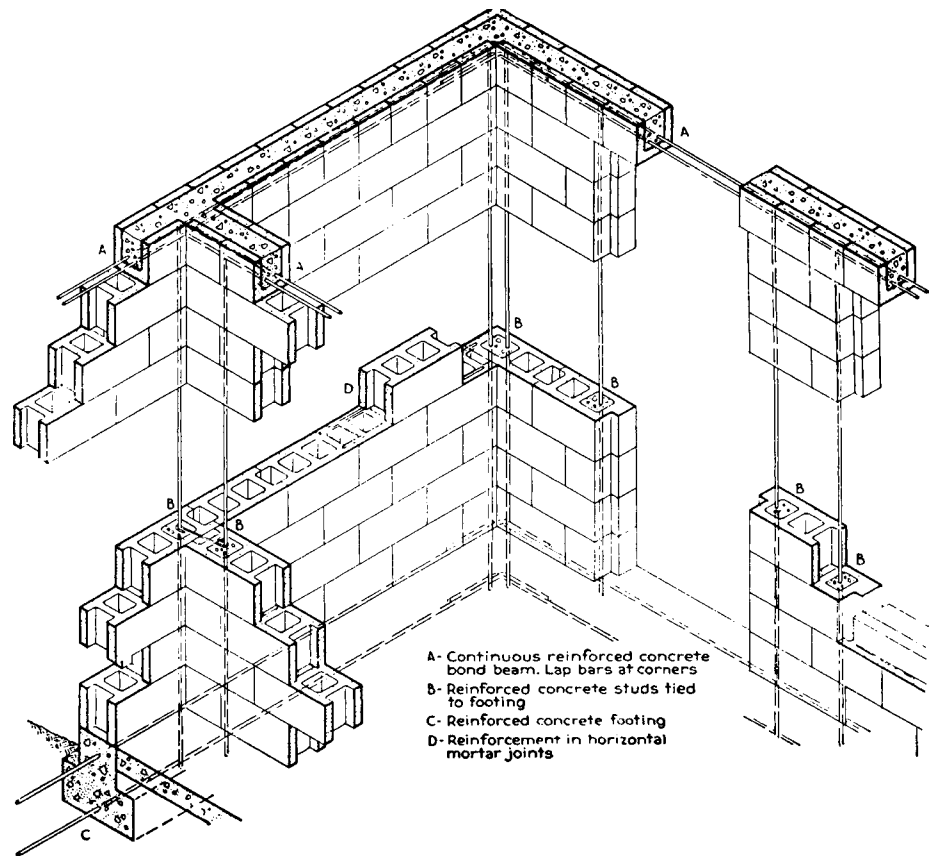 A
A
A
B
B
D
B
B
B
B
A- Continuous reinforced concrete
bond beam. Lap bars at corners
B- Reinforced concrete studs tied
to footing
C- Reinforced concrete footing
D- Reinforcement in horizontal
mortar joints
C